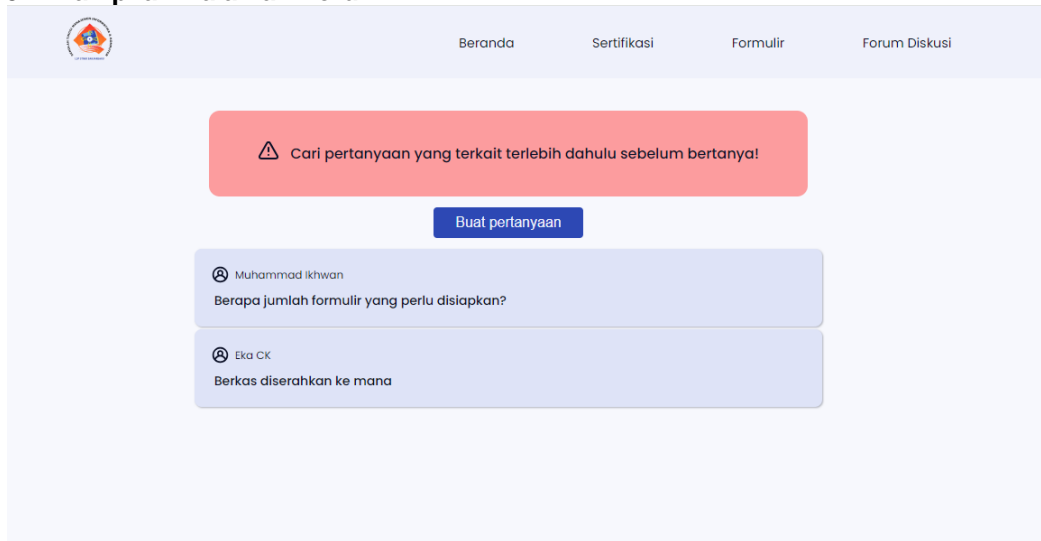 Beranda Sertifikasi Formulir Forum Diskusi
Cari pertanyaan yang terkait terlebih dahulu sebelum bertanya!
Buat pertanyaan
Muhammad Ikhwan
Berapa jumlah formulir yang perlu disiapkan?
Eka CK
Berkas diserahkan ke mana